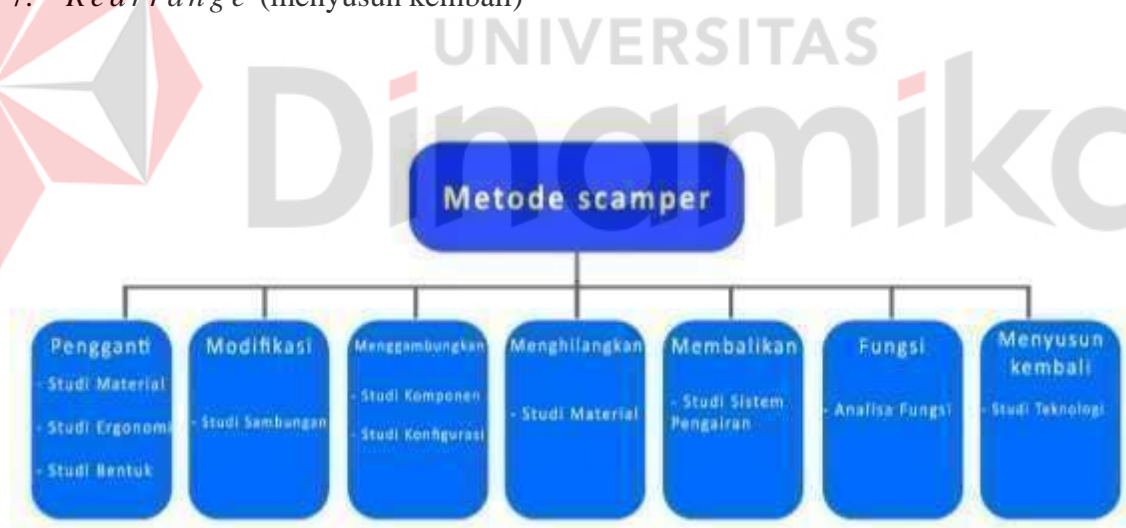 7. Rearrange (menyusun kembali)
UNIVERSITAS
Dinamika
Metode scamper
Pengganti
- Studi Material
- Studi Ergonomi
- Studi Bentuk
Modifikasi
- Studi Sambungan
Menggambungkan
- Studi Komponen
- Studi Konfigurasi
Menghilangkan
- Studi Material
Membalikan
- Studi Sistem
Pengairan
Fungsi
- Analisa Fungsi
Menyusun
kembali
- Studi Teknologi